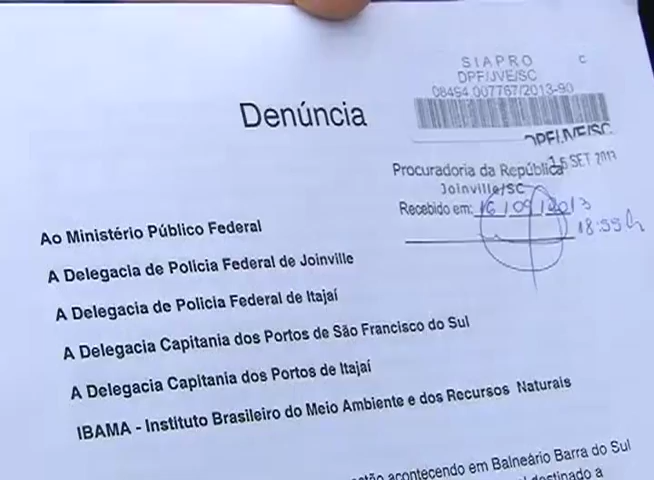 SIAPRO C
DPF/JVE/SC
08494.007767/2013-90
Denúncia
DPF/JVE/SC
Procuradoria da República
SET 2013
Joinville/SC
Recebido em: 16/09/2013
18:55h
Ao Ministério Público Federal
A Delegacia de Policia Federal de Joinville
A Delegacia de Policia Federal de Itajaí
A Delegacia Capitania dos Portos de São Francisco do Sul
A Delegacia Capitania dos Portos de Itajaí
IBAMA - Instituto Brasileiro do Meio Ambiente e dos Recursos Naturais
acontecendo em Balneário Barra do Sul
destinado a